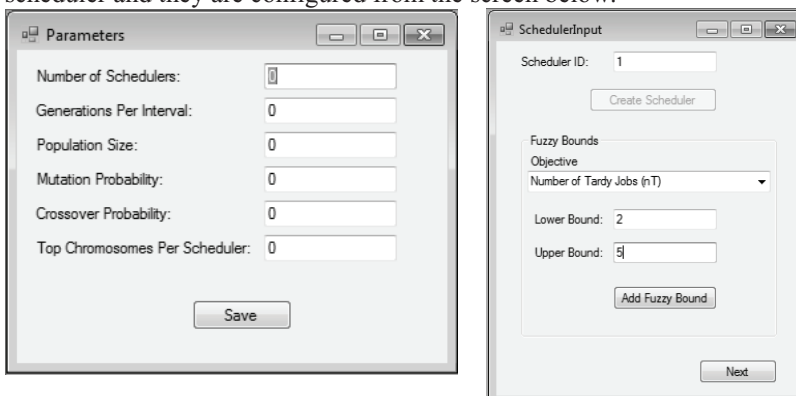 scheduler and they are configured from the screen below.
Parameters
Number of Schedulers: 0
Generations Per Interval: 0
Population Size: 0
Mutation Probability: 0
Crossover Probability: 0
Top Chromosomes Per Scheduler: 0
Save
SchedulerInput
Scheduler ID: 1
Create Scheduler
Fuzzy Bounds
Objective
Number of Tardy Jobs (nT)
Lower Bound: 2
Upper Bound: 5
Add Fuzzy Bound
Next